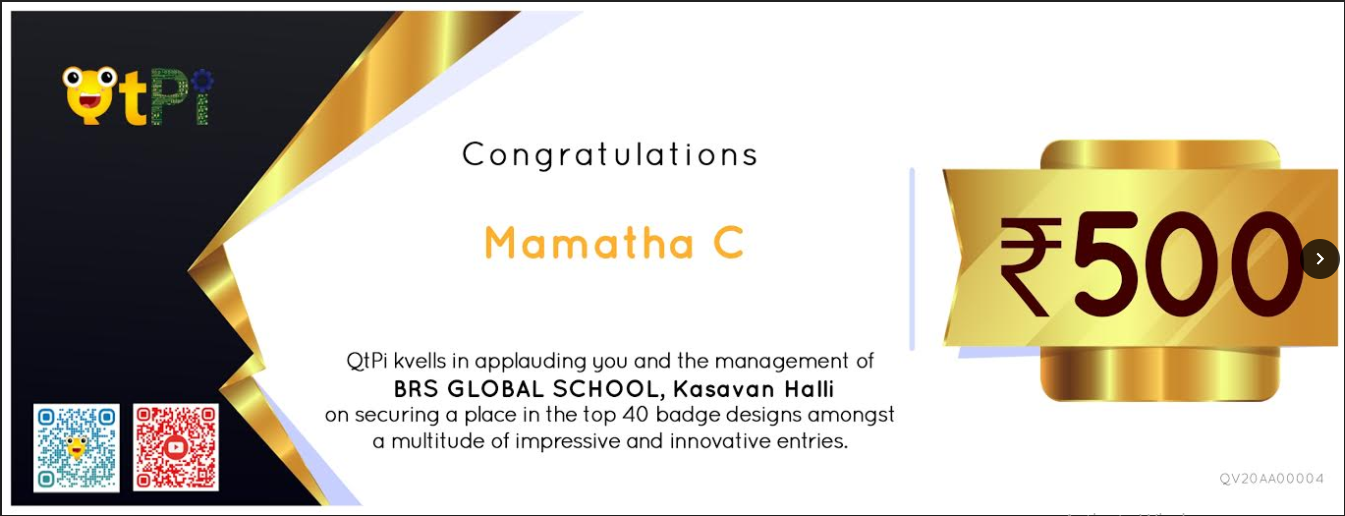 QtPi
Congratulations
Mamatha C
QtPi kvells in applauding you and the management of
BRS GLOBAL SCHOOL, Kasavan Halli
on securing a place in the top 40 badge designs amongst
a multitude of impressive and innovative entries.
₹500
QV20AA00004